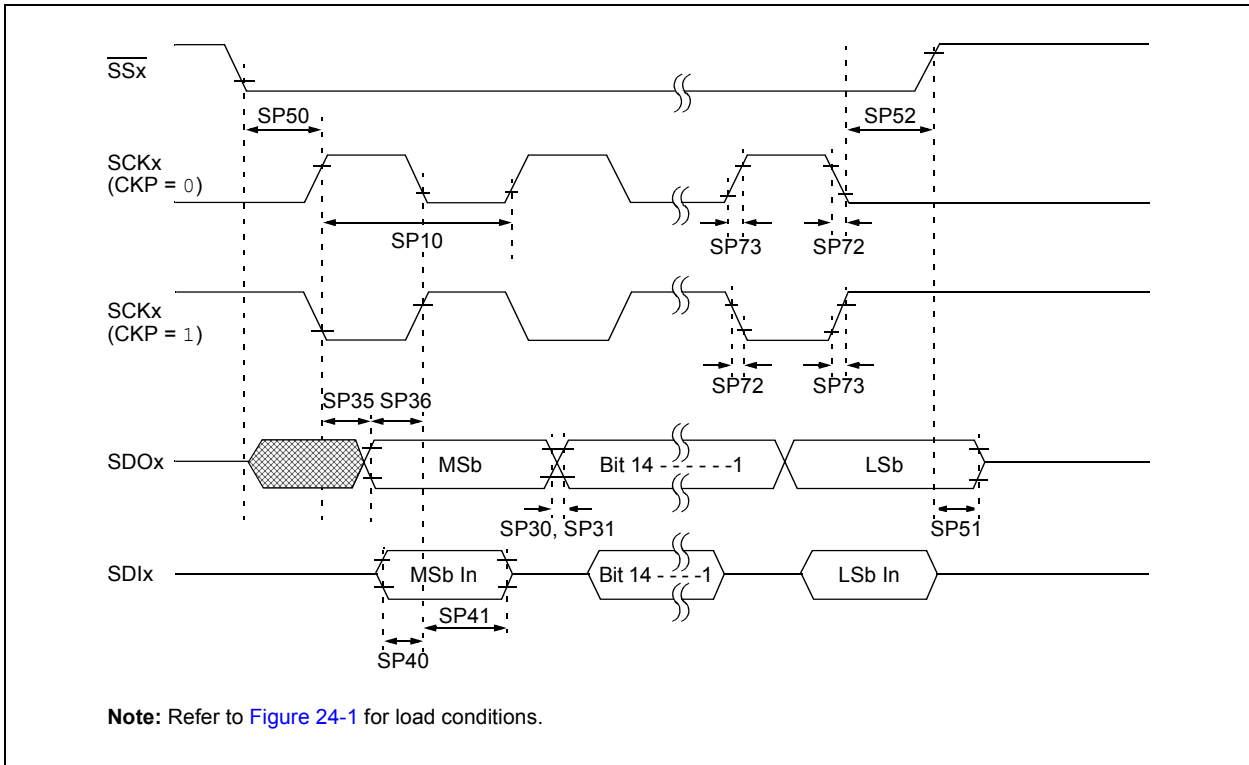 SSx
SP50
SP52
SCKx
(CKP = 0)
SP10
SP73
SP72
SCKx
(CKP = 1)
SP72
SP73
SP35 SP36
SDOx
MSb
Bit 14 - - - - - - -1
LSb
SP30, SP31
SP51
SDIx
MSb In
Bit 14 - - - - -1
LSb In
SP41
SP40
Note: Refer to Figure 24-1 for load conditions.